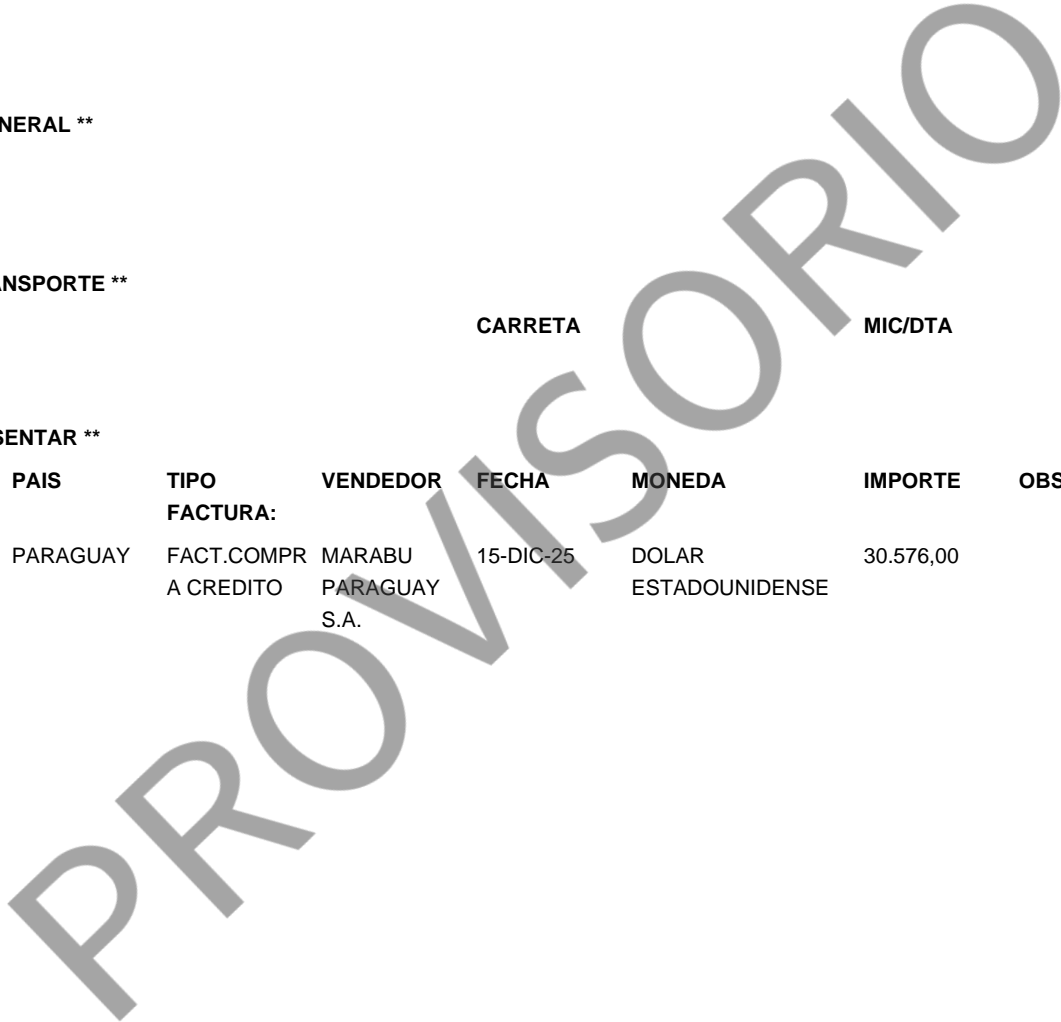 NERAL **
ANSPORTE **
CARRETA MIC/DTA
SENTAR **
PAIS TIPO VENDEDOR FECHA MONEDA IMPORTE OBS
FACTURA:
PARAGUAY FACT.COMPR MARABU 15-DIC-25 DOLAR 30.576,00
A CREDITO PARAGUAY ESTADOUNIDENSE
S.A.
PROVISORIO